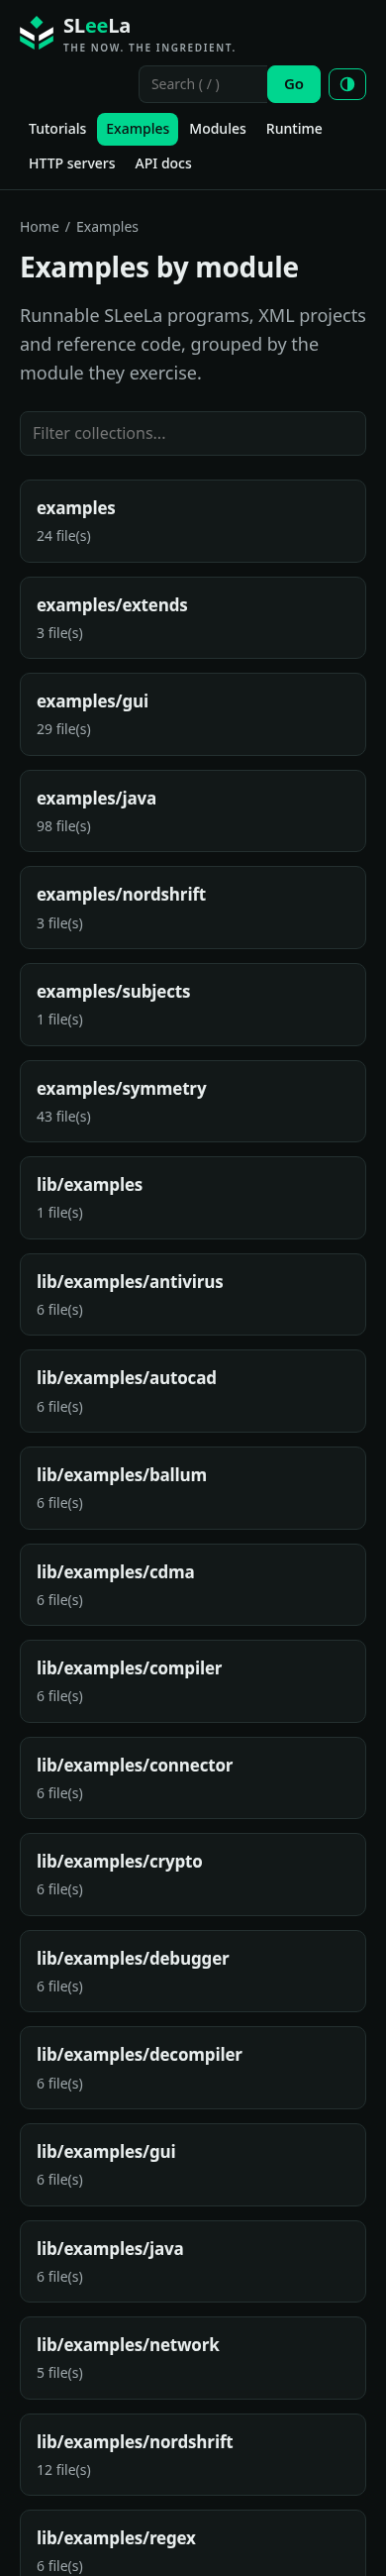 SLeeLa
THE NOW. THE INGREDIENT.
Search ( / )
Go
Tutorials
Examples
Modules
Runtime
HTTP servers
API docs
Home / Examples
Examples by module
Runnable SLeeLa programs, XML projects
and reference code, grouped by the
module they exercise.
Filter collections...
examples
24 file(s)
examples/extends
3 file(s)
examples/gui
29 file(s)
examples/java
98 file(s)
examples/nordshrift
3 file(s)
examples/subjects
1 file(s)
examples/symmetry
43 file(s)
lib/examples
1 file(s)
lib/examples/antivirus
6 file(s)
lib/examples/autocad
6 file(s)
lib/examples/ballum
6 file(s)
lib/examples/cdma
6 file(s)
lib/examples/compiler
6 file(s)
lib/examples/connector
6 file(s)
lib/examples/crypto
6 file(s)
lib/examples/debugger
6 file(s)
lib/examples/decompiler
6 file(s)
lib/examples/gui
6 file(s)
lib/examples/java
6 file(s)
lib/examples/network
5 file(s)
lib/examples/nordshrift
12 file(s)
lib/examples/regex
6 file(s)